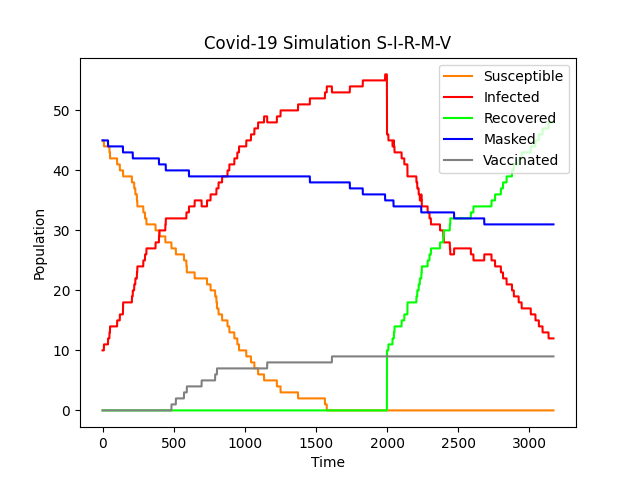 Covid-19 Simulation S-I-R-M-V
Susceptible
Infected
Recovered
Masked
Vaccinated
Population
50
40
30
20
10
0
0 500 1000 1500 2000 2500 3000
Time